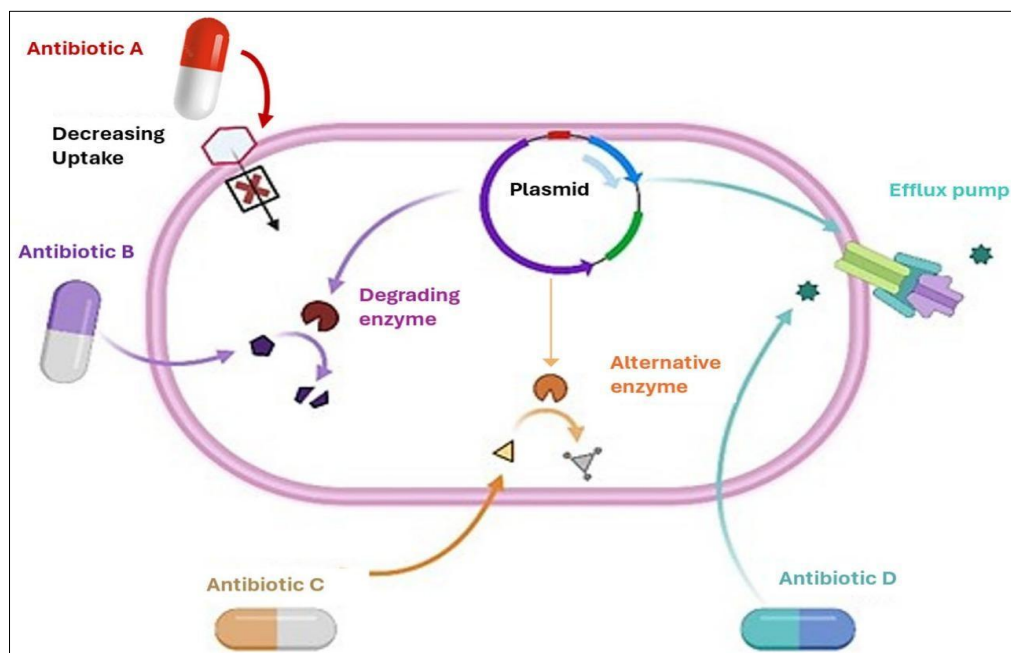 Antibiotic A
Decreasing
Uptake
Plasmid
Efflux pump
Antibiotic B
Degrading
enzyme
Alternative
enzyme
Antibiotic C
Antibiotic D